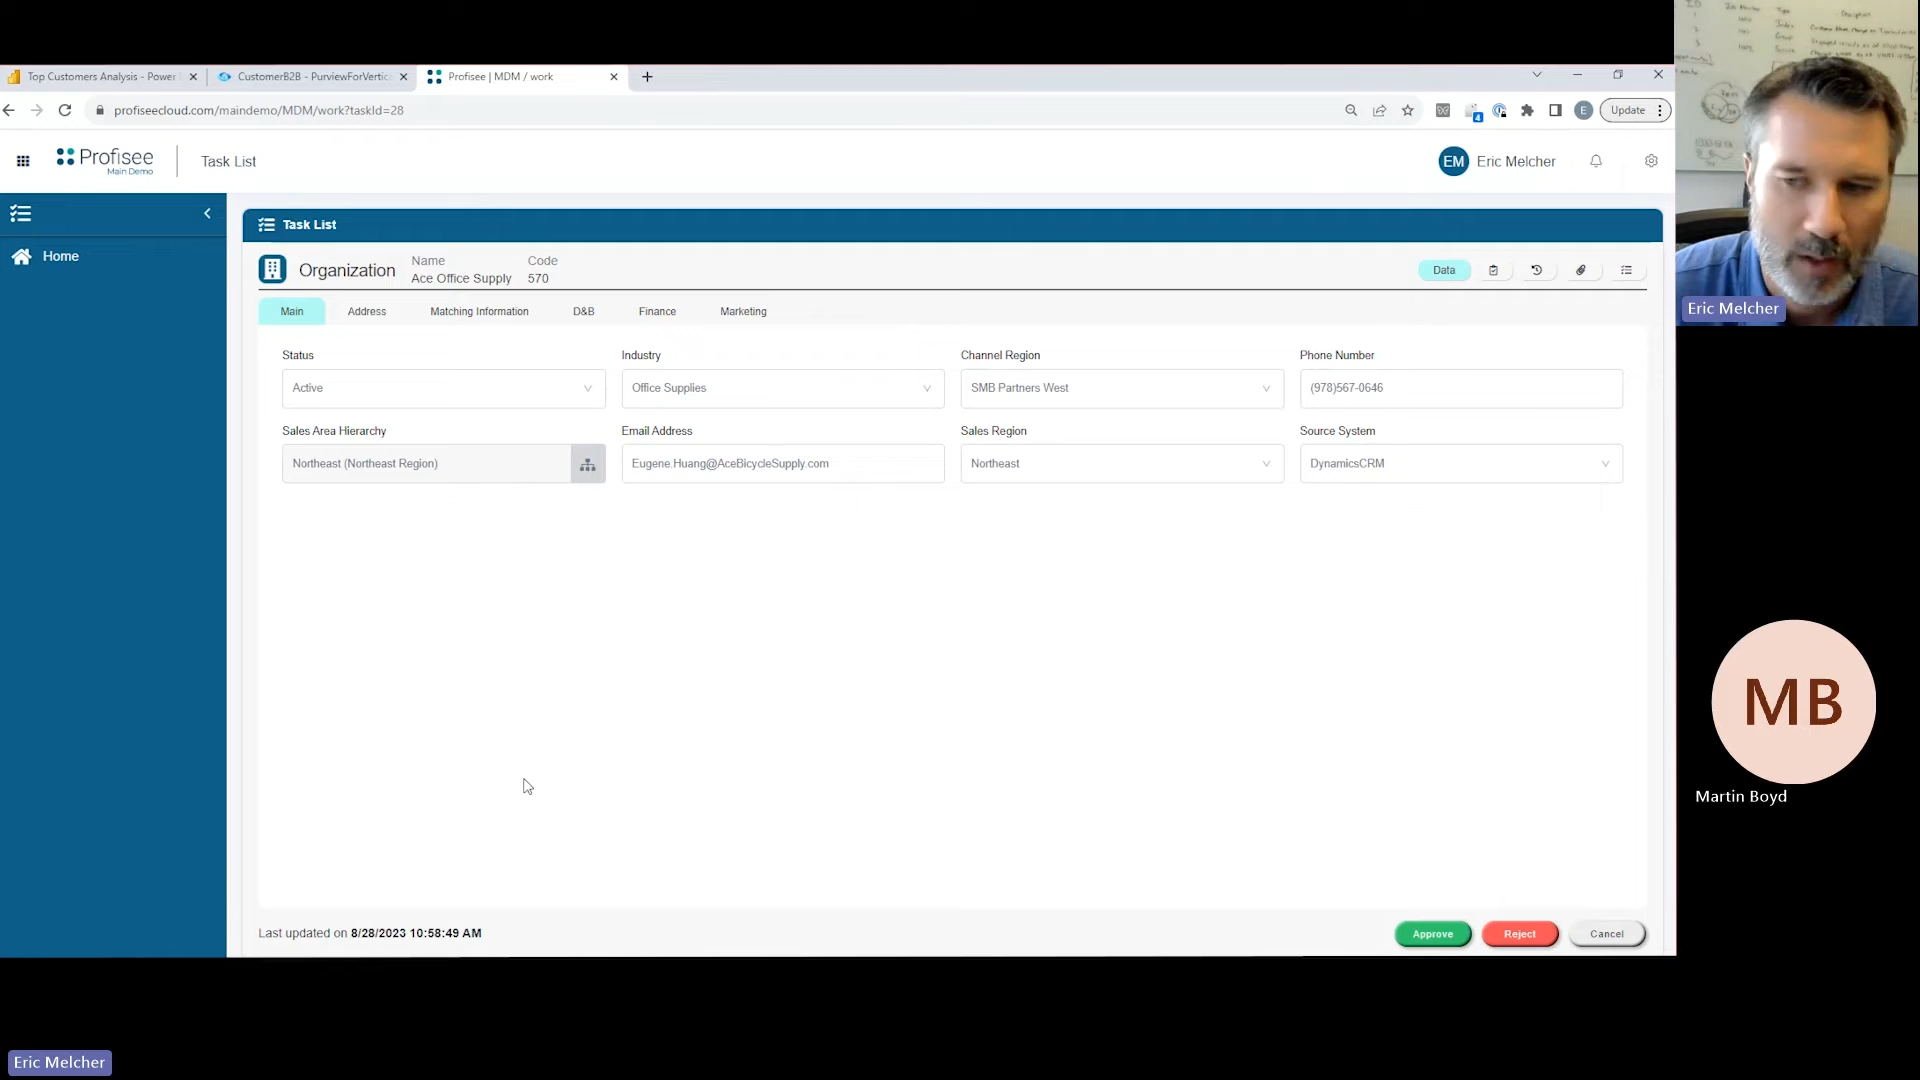 Top Customers Analysis - Power
CustomerB2B - PurviewForVertic
Profisee | MDM / work
profiseecloud.com/maindemo/MDM/work?taskId=28
4
E
Update
Profisee
Main Demo
Task List
EM
Eric Melcher
Home
Task List
Organization
Name
Ace Office Supply
Code
570
Data
Main
Address
Matching Information
D&B
Finance
Marketing
Status
Active
Industry
Office Supplies
Channel Region
SMB Partners West
Phone Number
(978)567-0646
Sales Area Hierarchy
Northeast (Northeast Region)
Email Address
Eugene.Huang@AceBicycleSupply.com
Sales Region
Northeast
Source System
DynamicsCRM
Last updated on 8/28/2023 10:58:49 AM
Approve
Reject
Cancel
Eric Melcher
MB
Martin Boyd
Eric Melcher